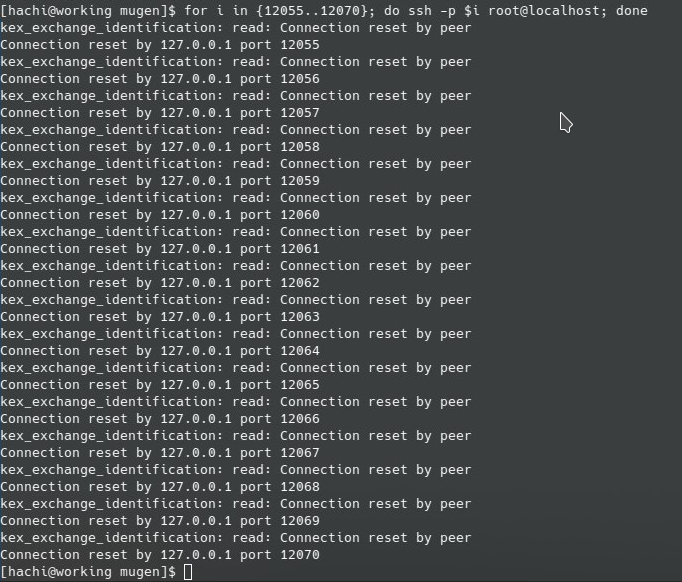 [hachi@working mugen]$ for i in {12055..12070}; do ssh -p $i root@localhost; done
kex_exchange_identification: read: Connection reset by peer
Connection reset by 127.0.0.1 port 12055
kex_exchange_identification: read: Connection reset by peer
Connection reset by 127.0.0.1 port 12056
kex_exchange_identification: read: Connection reset by peer
Connection reset by 127.0.0.1 port 12057
kex_exchange_identification: read: Connection reset by peer
Connection reset by 127.0.0.1 port 12058
kex_exchange_identification: read: Connection reset by peer
Connection reset by 127.0.0.1 port 12059
kex_exchange_identification: read: Connection reset by peer
Connection reset by 127.0.0.1 port 12060
kex_exchange_identification: read: Connection reset by peer
Connection reset by 127.0.0.1 port 12061
kex_exchange_identification: read: Connection reset by peer
Connection reset by 127.0.0.1 port 12062
kex_exchange_identification: read: Connection reset by peer
Connection reset by 127.0.0.1 port 12063
kex_exchange_identification: read: Connection reset by peer
Connection reset by 127.0.0.1 port 12064
kex_exchange_identification: read: Connection reset by peer
Connection reset by 127.0.0.1 port 12065
kex_exchange_identification: read: Connection reset by peer
Connection reset by 127.0.0.1 port 12066
kex_exchange_identification: read: Connection reset by peer
Connection reset by 127.0.0.1 port 12067
kex_exchange_identification: read: Connection reset by peer
Connection reset by 127.0.0.1 port 12068
kex_exchange_identification: read: Connection reset by peer
Connection reset by 127.0.0.1 port 12069
kex_exchange_identification: read: Connection reset by peer
Connection reset by 127.0.0.1 port 12070
[hachi@working mugen]$